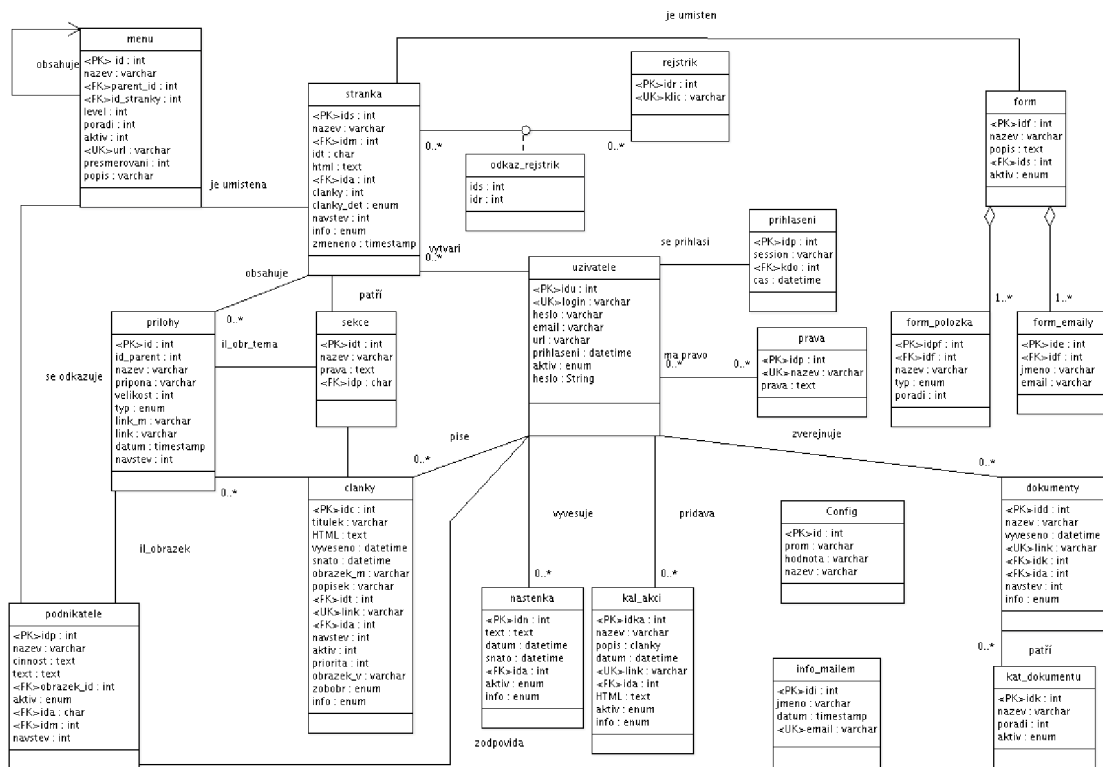 je umisten
menu
<PK> id : int
nazev : varchar
<FK>parent_id : int
<FK>id_stranky : int
level : int
poradi : int
aktiv : int
<UK>url : varchar
presmerovani : int
popis : varchar
obsahuje
stranka
<PK>ids : int
nazev : varchar
<FK>idm : int
idt : char
html : text
<FK>ida : int
clanky : int
clanky_det : enum
navstev : int
info : enum
zmeneno : timestamp
rejstrik
<PK>idr : int
<UK>klic : varchar
0..*
0..*
odkaz_rejstrik
ids : int
idr : int
form
<PK>idf : int
nazev : varchar
popis : text
<FK>ids : int
aktiv : enum
je umistena
prihlaseni
<PK>idp : int
session : varchar
<FK>kdo : int
cas : datetime
se prihlasi
vytvari
0..*
obsahuje
patří
uzivatele
<PK>idu : int
<UK>login : varchar
heslo : varchar
email : varchar
url : varchar
prihlaseni : datetime
aktiv : enum
heslo : String
prilohy
<PK>id : int
id_parent : int
nazev : varchar
pripona : varchar
velikost : int
typ : enum
link_m : varchar
link : varchar
datum : timestamp
navstev : int
0..*
il_obr_tema
sekce
<PK>idt : int
nazev : varchar
prava : text
<FK>idp : char
prava
<PK>idp : int
<UK>nazev : varchar
prava : text
ma pravo
0..*
0..*
1..*
1..*
form_polozka
<PK>idpf : int
<FK>idf : int
nazev : varchar
typ : enum
poradi : int
form_emaily
<PK>ide : int
<FK>idf : int
jmeno : varchar
email : varchar
se odkazuje
pise
0..*
zverejnuje
0..*
0..*
clanky
<PK>idc : int
titulek : varchar
HTML : text
vyveseno : datetime
snato : datetime
obrazek_m : varchar
popisek : varchar
<FK>idt : int
<UK>link : varchar
<FK>ida : int
navstev : int
aktiv : int
priorita : int
obrazek_v : varchar
zobobr : enum
info : enum
dokumenty
<PK>idd : int
nazev : varchar
vyveseno : datetime
<UK>link : varchar
<FK>idk : int
<FK>ida : int
navstev : int
info : enum
Config
<PK>id : int
prom : varchar
hodnota : varchar
nazev : varchar
vyvesuje
pridava
il_obrazek
0..*
0..*
nastenka
<PK>idn : int
text : text
datum : datetime
snato : datetime
<FK>ida : int
aktiv : enum
info : enum
kal_akci
<PK>idka : int
nazev : varchar
popis : clanky
datum : datetime
<UK>link : varchar
<FK>ida : int
HTML : text
aktiv : enum
info : enum
podnikatele
<PK>idp : int
nazev : varchar
cinnost : text
text : text
<FK>obrazek_id : int
aktiv : enum
<FK>ida : char
<FK>idm : int
navstev : int
0..*
patří
info_mailem
<PK>idi : int
jmeno : varchar
datum : timestamp
<UK>email : varchar
kat_dokumentu
<PK>idk : int
nazev : varchar
poradi : int
aktiv : enum
zodpovida